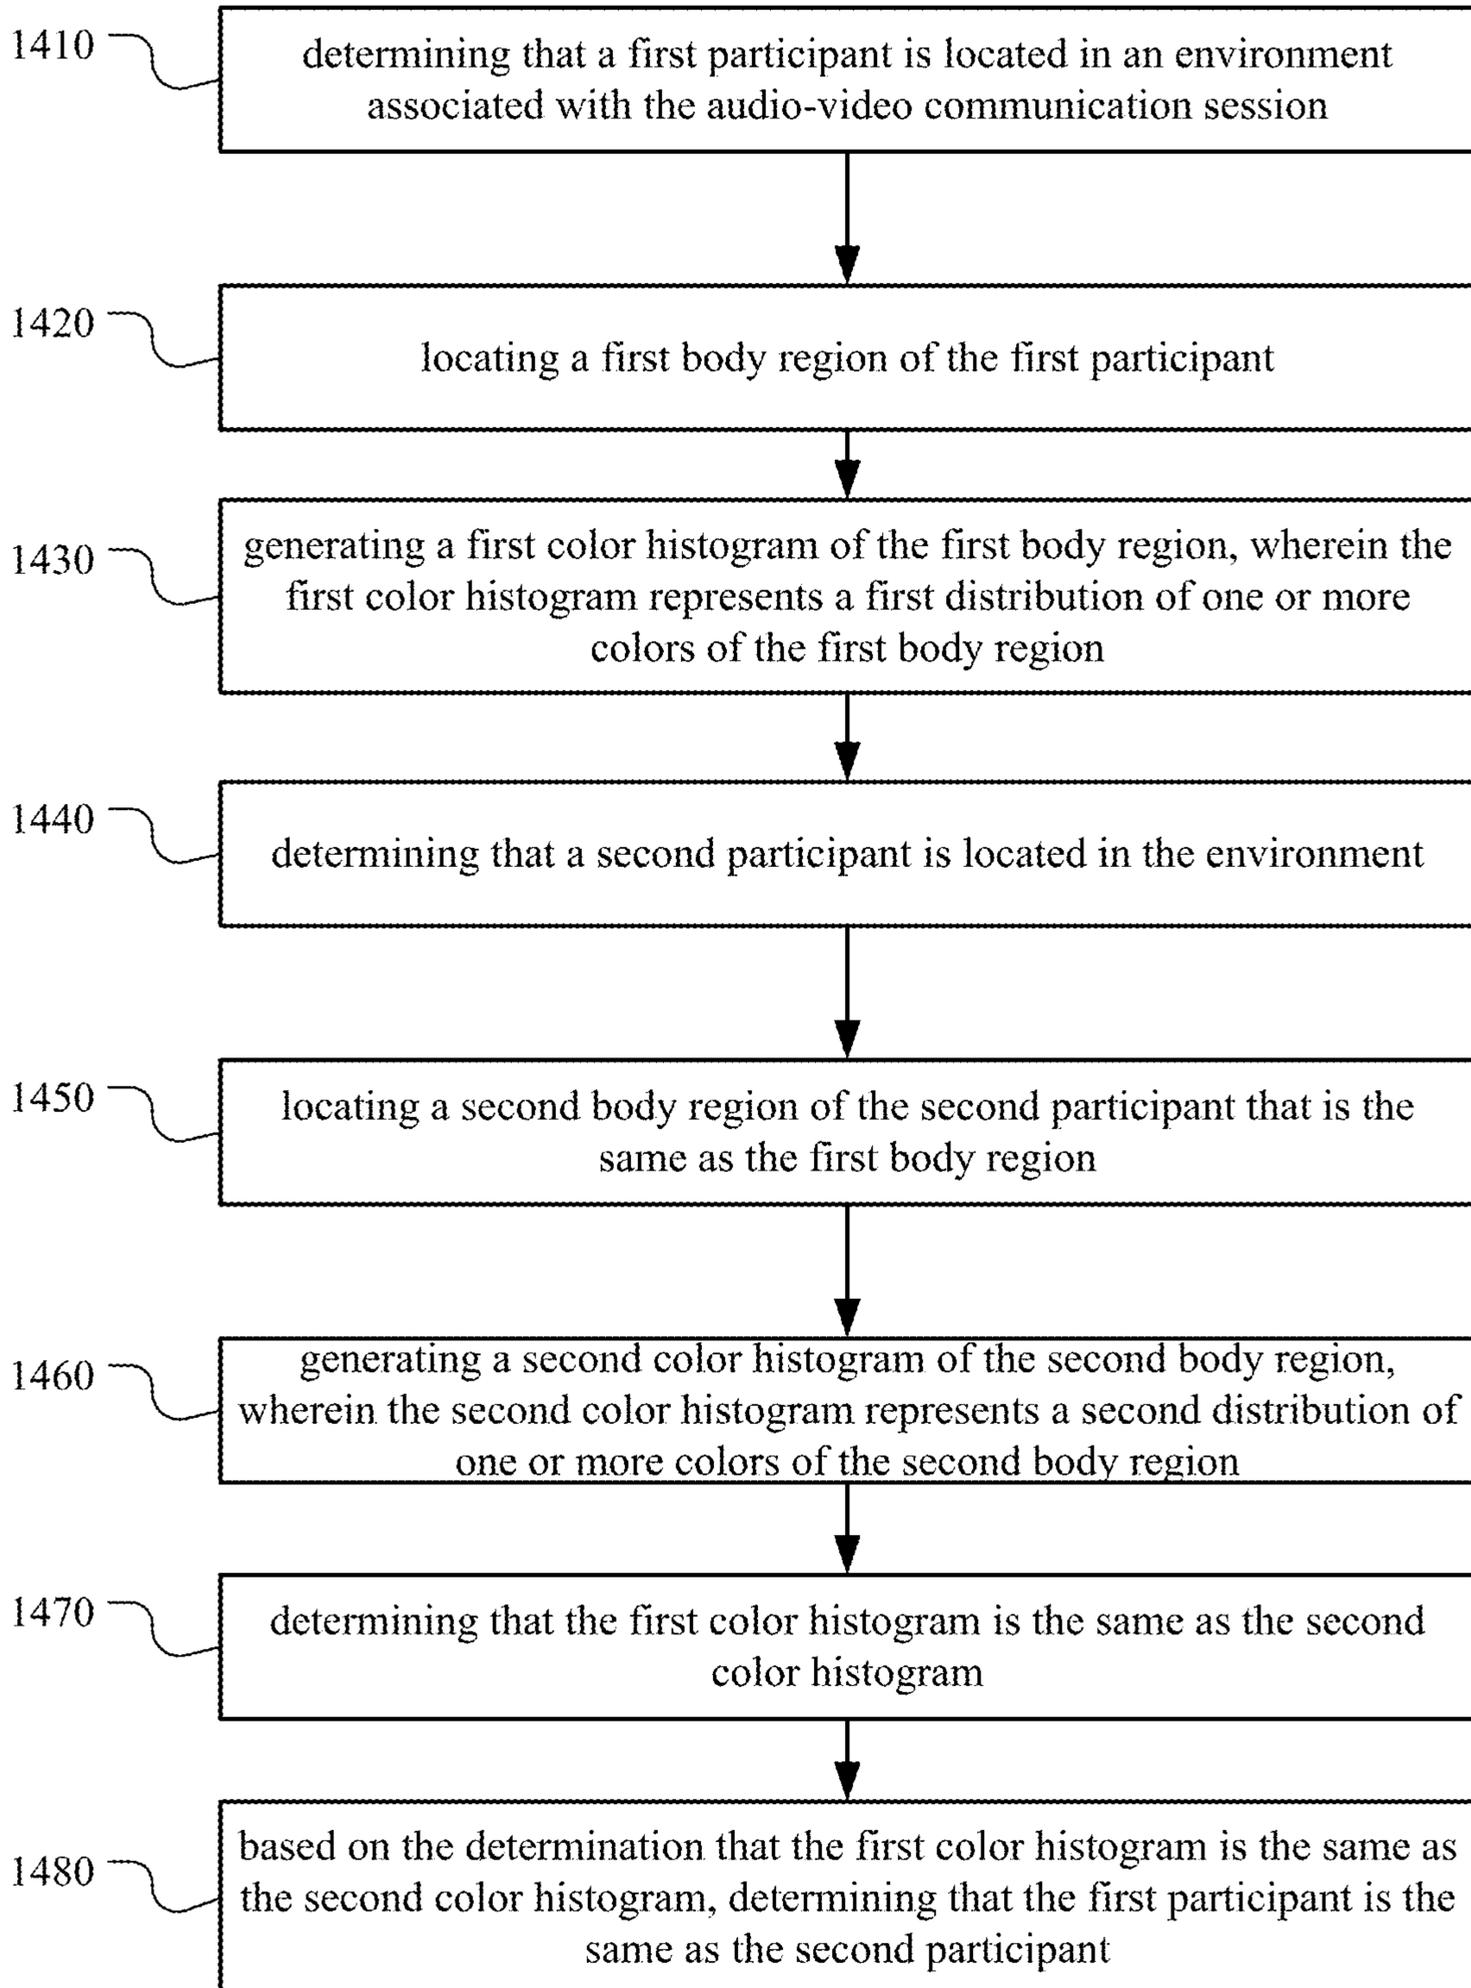 1410
determining that a first participant is located in an environment
associated with the audio-video communication session
1420
locating a first body region of the first participant
1430
generating a first color histogram of the first body region, wherein the
first color histogram represents a first distribution of one or more
colors of the first body region
1440
determining that a second participant is located in the environment
1450
locating a second body region of the second participant that is the
same as the first body region
1460
generating a second color histogram of the second body region,
wherein the second color histogram represents a second distribution of
one or more colors of the second body region
1470
determining that the first color histogram is the same as the second
color histogram
1480
based on the determination that the first color histogram is the same as
the second color histogram, determining that the first participant is the
same as the second participant